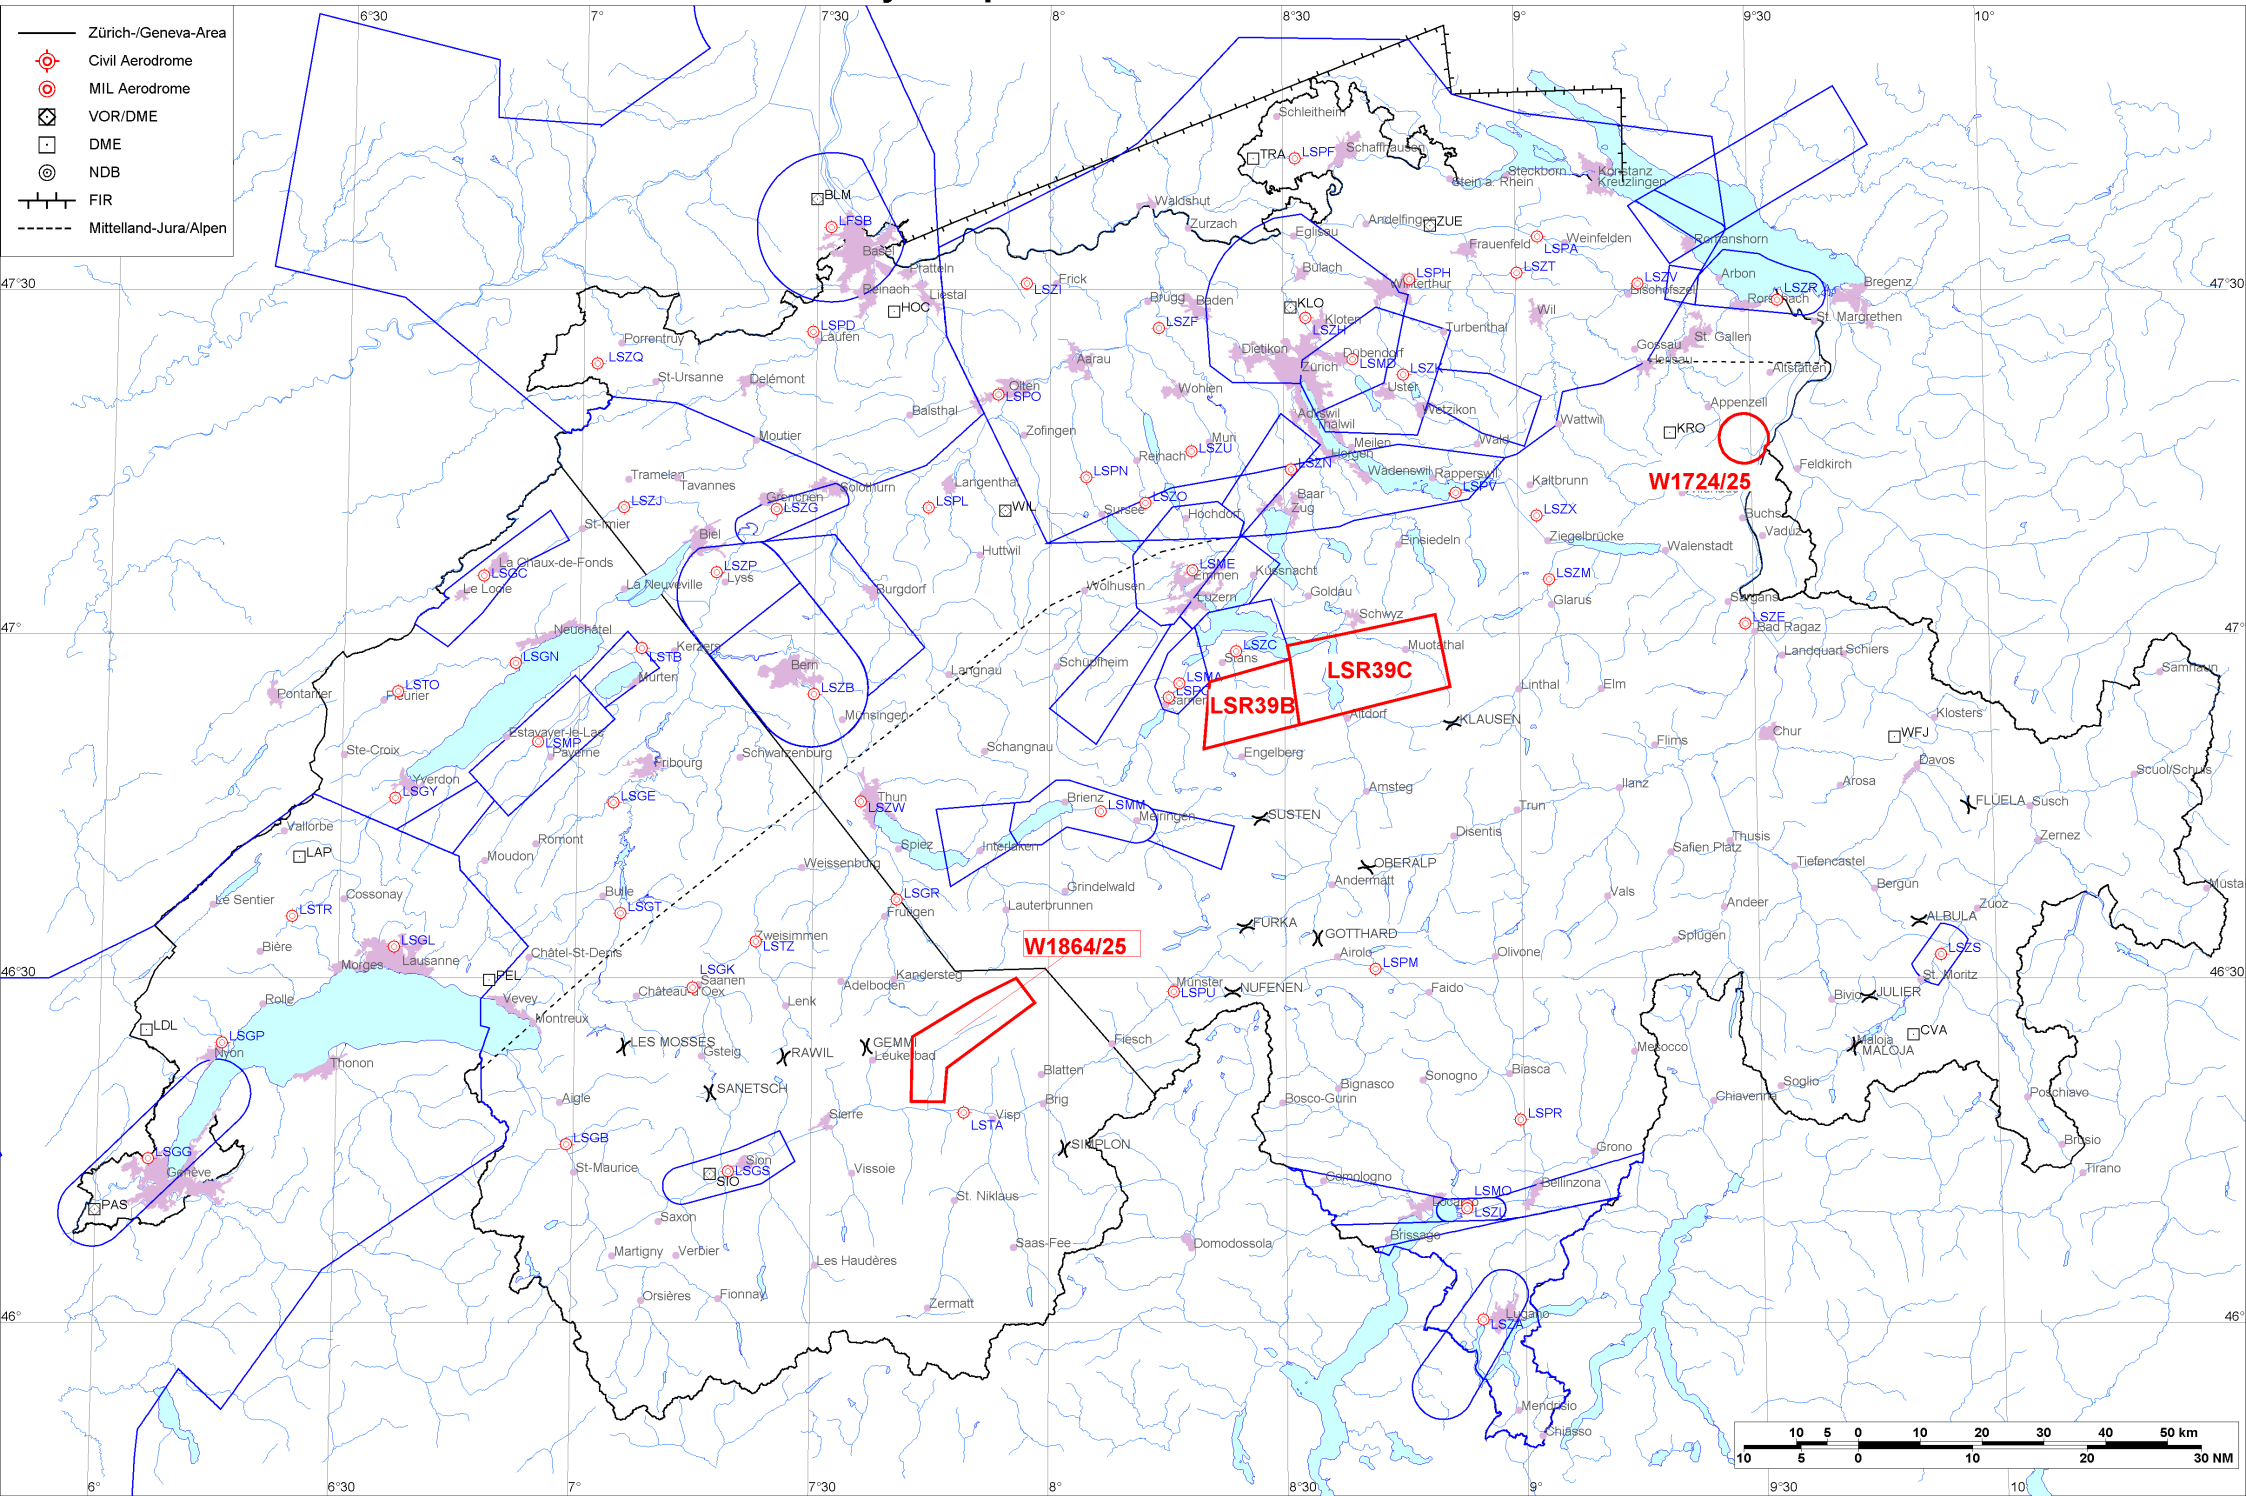 6°30
7°
7°30
8°
8°30
9°
9°30
10°
Zürich-/Geneva-Area
Civil Aerodrome
MIL Aerodrome
VOR/DME
DME
NDB
FIR
Mittelland-Jura/Alpen
Schleitheim
TRA
LSPF
Schaffhausen
Stein a. Rhein
Steckborn
Konstanz
Kreuzlingen
BLM
LFSB
Basel
Pratteln
Reinach
Liestal
HOC
LSPD
Laufen
Waldshut
Zurzach
Eglisau
Andelfingen
ZUE
Frauenfeld
LSPA
Weinfelden
Romanshorn
Arbon
Bregenz
47°30
LSZI
Frick
Brugg
Baden
LSZF
Bülach
KLO
Kloten
LSZH
LSPH
Winterthur
LSZT
LSZV
Bischofszell
LSZR
Rorschach
St. Margrethen
47°30
Porrentruy
LSZQ
St-Ursanne
Delémont
Aarau
Olten
LSPO
Balsthal
Zofingen
Wohlen
Dietikon
Zürich
Dübendorf
LSMD
LSZK
Uster
Wetzikon
Turbenthal
Wil
Gossau
Herisau
St. Gallen
Altstätten
Appenzell
KRO
W1724/25
Feldkirch
Moutier
Tramelan
Tavannes
LSZJ
St-Imier
Grenchen
LSZG
Solothurn
LSPL
Langenthal
WIL
Huttwil
LSPN
Reinach
Muri
LSZU
LSZO
Sursee
Hochdorf
Adliswil
Thalwil
Meilen
Horgen
LSZN
Wädenswil
Rapperswil
LSPV
Wald
Wattwil
Kaltbrunn
LSZX
Ziegelbrücke
Walenstadt
Buchs
Vaduz
Baar
Zug
Einsiedeln
La Chaux-de-Fonds
LSGC
Le Locle
Biel
LSZP
Lyss
La Neuveville
Burgdorf
Wolhusen
LSME
Emmen
Luzern
Küssnacht
Goldau
Schwyz
LSZM
Glarus
Sargans
LSZE
Bad Ragaz
47°
47°
Neuchâtel
LSGN
LSTB
Kerzers
Murten
Bern
LSZB
Münsingen
Langnau
Schüpfheim
Stans
LSZC
LSMA
Sarnen
LSR39B
LSR39C
Muotathal
Altdorf
KLAUSEN
Linthal
Elm
Landquart
Schiers
Samnaun
Klosters
Pontarlier
LSTO
Fleurier
Ste-Croix
Estavayer-le-Lac
LSMP
Payerne
Fribourg
Schwarzenburg
Schangnau
Engelberg
Flims
Chur
WFJ
Davos
Scuol/Schuls
Yverdon
LSGY
LSGE
Romont
Moudon
Thun
LSZW
Spiez
Interlaken
Brienz
LSMM
Meiringen
SUSTEN
Amsteg
Disentis
Trun
Ilanz
Arosa
FLÜELA
Susch
Zernez
Thusis
Safien Platz
Tiefencastel
Vallorbe
LAP
Le Sentier
Cossonay
LSTR
Bière
Bulle
LSGT
Weissenburg
LSGR
Frutigen
Grindelwald
Lauterbrunnen
OBERALP
Andermatt
FURKA
GOTTHARD
Airolo
LSPM
Vals
Andeer
Splügen
Bergün
ALBULA
Zuoz
LSZS
St. Moritz
LSGL
Lausanne
Morges
Châtel-St-Denis
PEL
Vevey
Montreux
Zweisimmen
LSTZ
LSGK
Saanen
Château-d'Oex
Lenk
Adelboden
Kandersteg
W1864/25
Münster
LSPU
NUFENEN
Faido
Olivone
Bivio
JULIER
46°30
46°30
Rolle
LDL
LSGP
Nyon
Thonon
LES MOSSES
Gsteig
RAWIL
GEMMI
Leukerbad
SANETSCH
Fiesch
Blatten
Brig
Visp
LSTA
Sierre
Bignasco
Bosco-Gurin
Sonogno
Biasca
Mesocco
LSPR
Chiavenna
Soglio
Maloja
MALOJA
CVA
Poschiavo
Brusio
Tirano
Aigle
LSGB
St-Maurice
Sion
LSGS
SIO
Vissoie
St. Niklaus
SIMPLON
Grono
LSGG
Genève
PAS
Saxon
Martigny
Verbier
Les Haudères
Saas-Fee
Domodossola
Comologno
Locarno
LSMO
LSZL
Bellinzona
Brissago
Orsières
Fionnay
Zermatt
46°
46°
Lugano
LSZA
Mendrisio
Chiasso
10 5 0 10 20 30 40 50 km
10 5 0 10 20 30 NM
6°
6°30
7°
7°30
8°
8°30
9°
9°30
10°